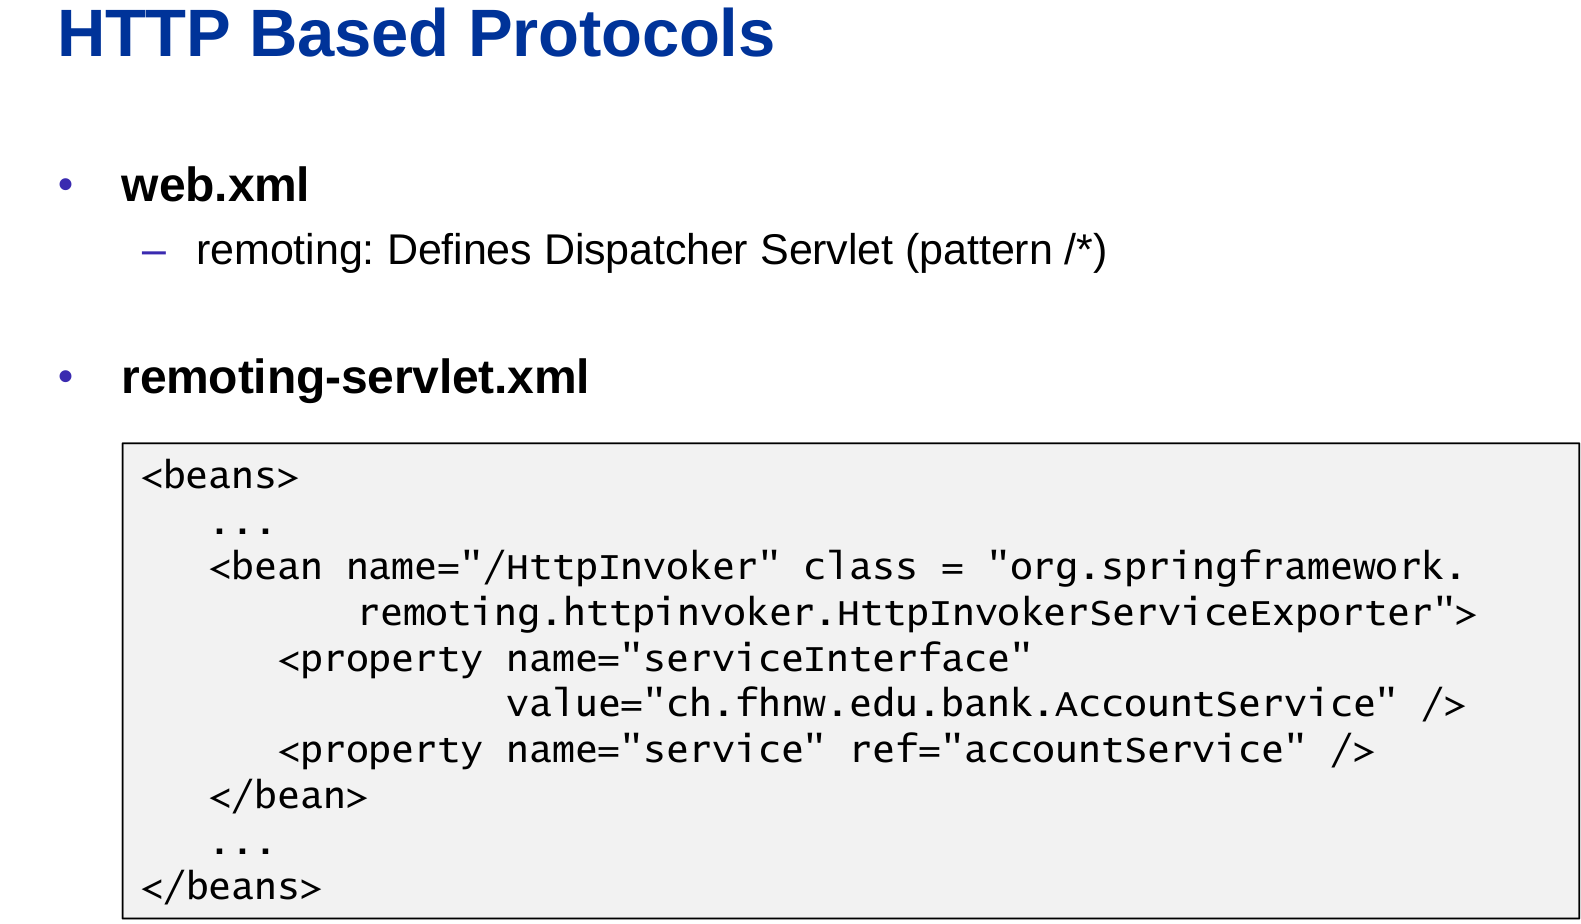 HTTP Based Protocols
• web.xml
– remoting: Defines Dispatcher Servlet (pattern /*)
• remoting-servlet.xml
<beans>
   ...
   <bean name="/HttpInvoker" class = "org.springframework.
         remoting.httpinvoker.HttpInvokerServiceExporter">
      <property name="serviceInterface"
                value="ch.fhnw.edu.bank.AccountService" />
      <property name="service" ref="accountService" />
   </bean>
   ...
</beans>